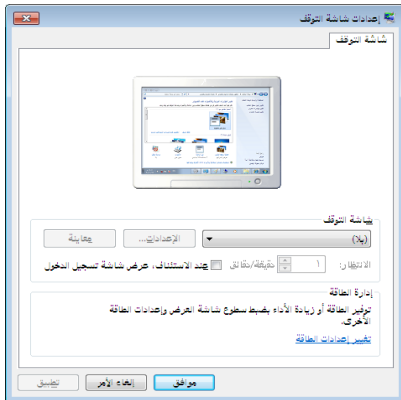 إعدادات شاشة التوقف
شاشة التوقف
شاشة التوقف
(بلا)
الإعدادات...
معاينة
الانتظار:
١
دقيقة/دقائق
عند الاستئناف، عرض شاشة تسجيل الدخول
إدارة الطاقة
توفير الطاقة أو زيادة الأداء بضبط سطوع شاشة العرض وإعدادات الطاقة
الأخرى.
تغيير إعدادات الطاقة
موافق
إلغاء الأمر
تطبيق